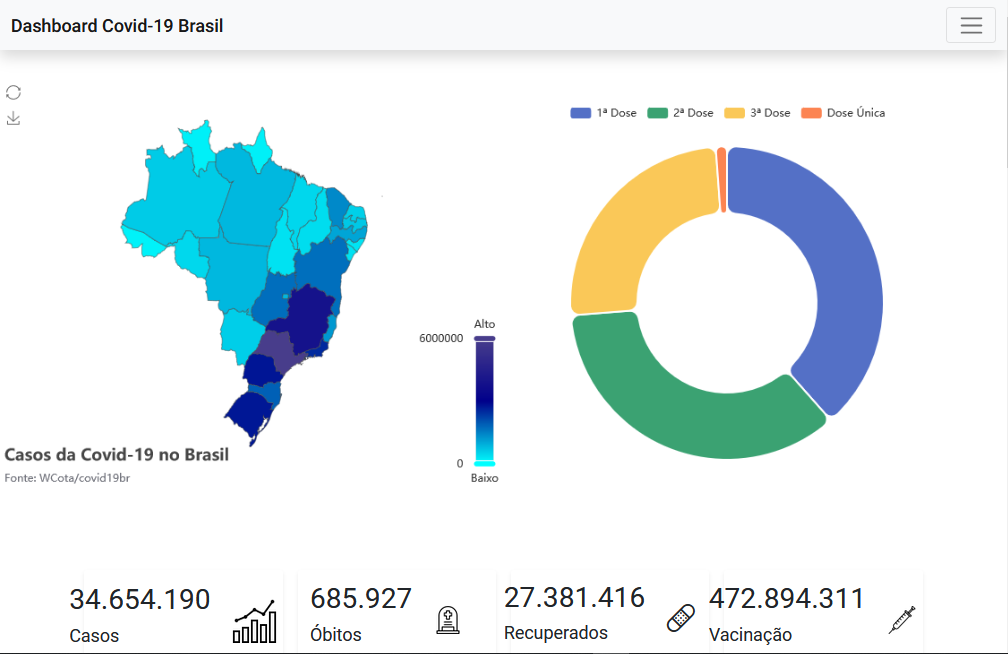 Dashboard Covid-19 Brasil
1ª Dose 2ª Dose 3ª Dose Dose Única
Alto
6000000
0
Baixo
Casos da Covid-19 no Brasil
Fonte: WCota/covid19br
34.654.190
Casos
685.927
Óbitos
27.381.416
Recuperados
472.894.311
Vacinação